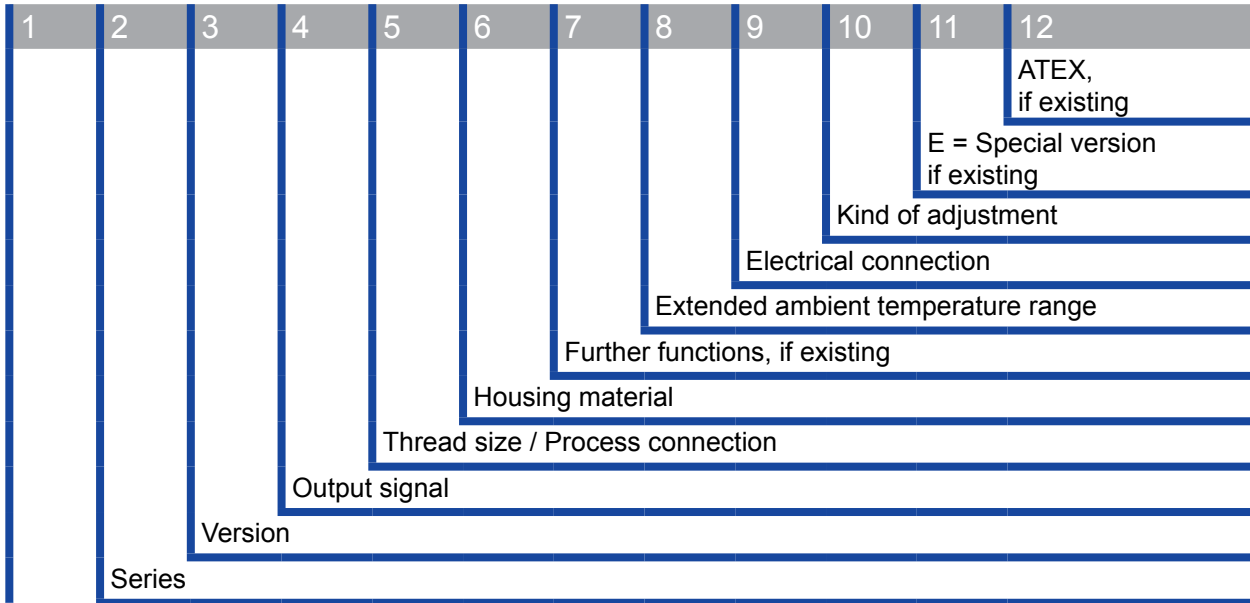 1 2 3 4 5 6 7 8 9 10 11 12
ATEX,
if existing
E = Special version
if existing
Kind of adjustment
Electrical connection
Extended ambient temperature range
Further functions, if existing
Housing material
Thread size / Process connection
Output signal
Version
Series